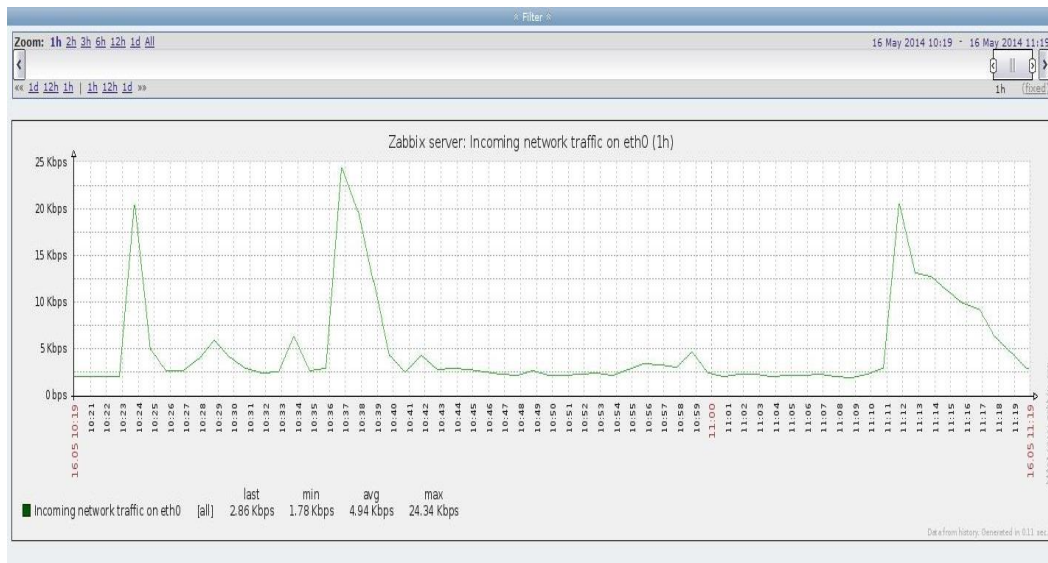 « Filter »
Zoom: 1h 2h 3h 6h 12h 1d All
16 May 2014 10:19 - 16 May 2014 11:19
«« 1d 12h 1h | 1h 12h 1d »»
1h (fixed)
Zabbix server: Incoming network traffic on eth0 (1h)
25 Kbps
20 Kbps
15 Kbps
10 Kbps
5 Kbps
0 bps
16.05 10:19 10:21 10:22 10:23 10:24 10:25 10:26 10:27 10:28 10:29 10:30 10:31 10:32 10:33 10:34 10:35 10:36 10:37 10:38 10:39 10:40 10:41 10:42 10:43 10:44 10:45 10:46 10:47 10:48 10:49 10:50 10:51 10:52 10:53 10:54 10:55 10:56 10:57 10:58 10:59 11:00 11:01 11:02 11:03 11:04 11:05 11:06 11:07 11:08 11:09 11:10 11:11 11:12 11:13 11:14 11:15 11:16 11:17 11:18 11:19 16.05 11:19
last min avg max
Incoming network traffic on eth0 [all] 2.86 Kbps 1.78 Kbps 4.94 Kbps 24.34 Kbps
Data from history. Generated in 0.11 sec.